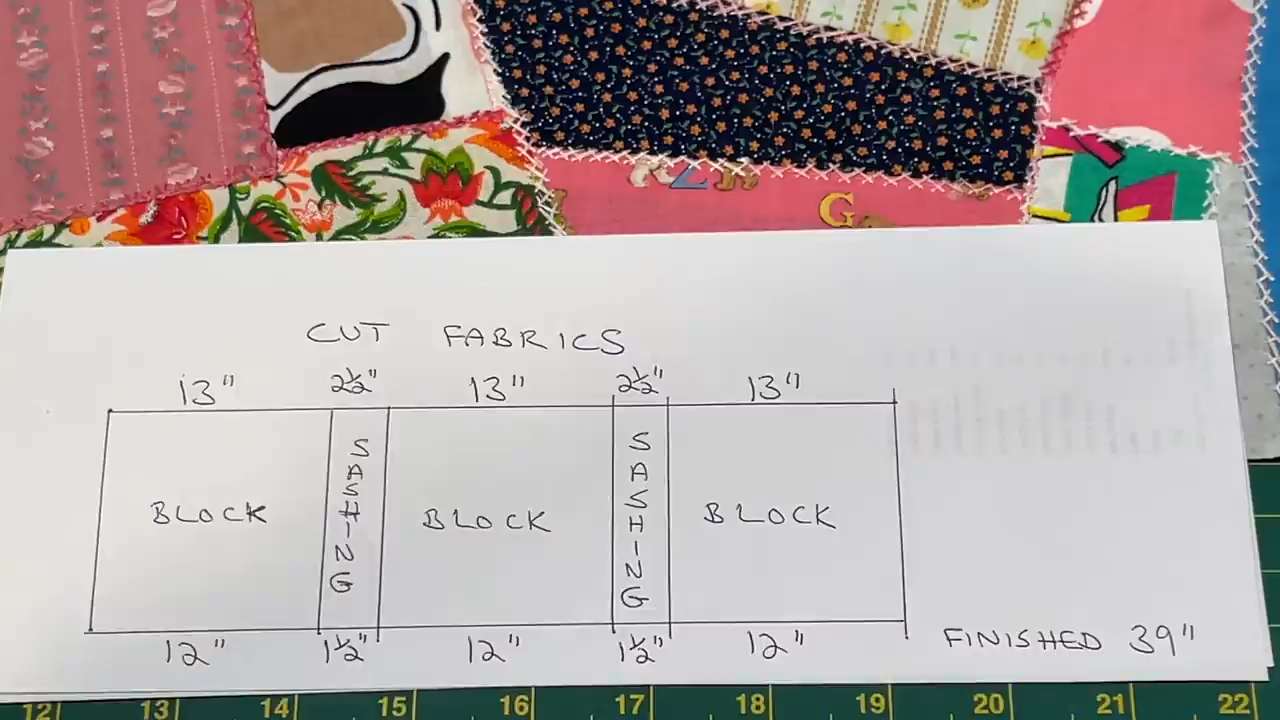 G
CUT FABRICS
13" 2½" 13" 2½" 13"
BLOCK SASHING BLOCK SASHING BLOCK
12" 1½" 12" 1½" 12" FINISHED 39"
12 13 14 15 16 17 18 19 20 21 22